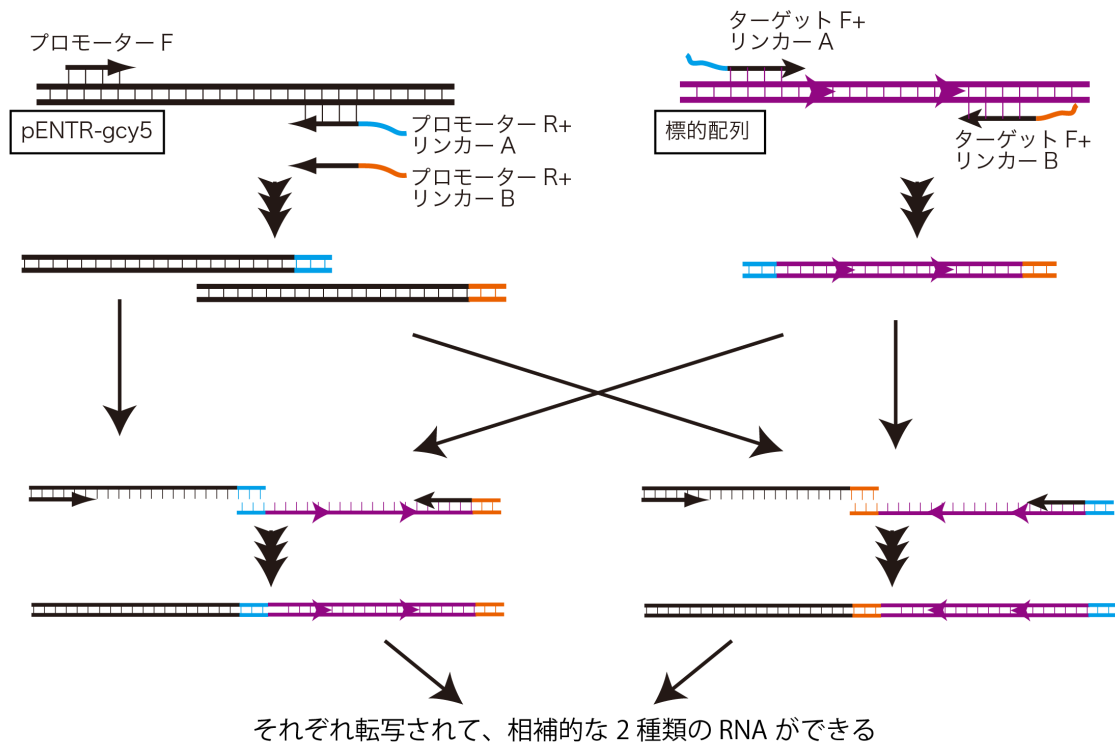 プロモーター F
pENTR-gcy5
プロモーター R+
リンカー A
プロモーター R+
リンカー B
ターゲット F+
リンカー A
標的配列
ターゲット F+
リンカー B
それぞれ転写されて、相補的な 2 種類の RNA ができる